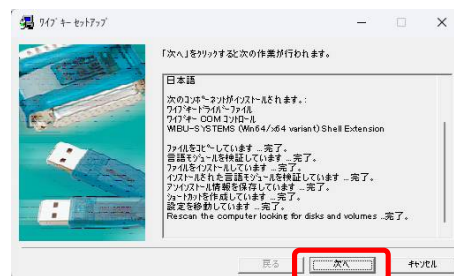 ワイブ キー セットアップ
「次へ」をクリックすると次の作業が行われます。
日本語
次のコンポーネントがインストールされます。:
ワイブキードライバーファイル
ワイブキー COM コントロール
WIBU-SYSTEMS (Win64/x64 variant) Shell Extension
ファイルをコピーしています ...完了。
言語モジュールを検証しています ...完了。
ファイルをインストールしています ...完了。
インストールされた言語モジュールを検証しています ...完了。
アンインストール情報を保存しています ...完了。
ショートカットを作成しています ...完了。
設定を移動しています ...完了。
Rescan the computer looking for disks and volumes ...完了。
戻る
次へ
キャンセル